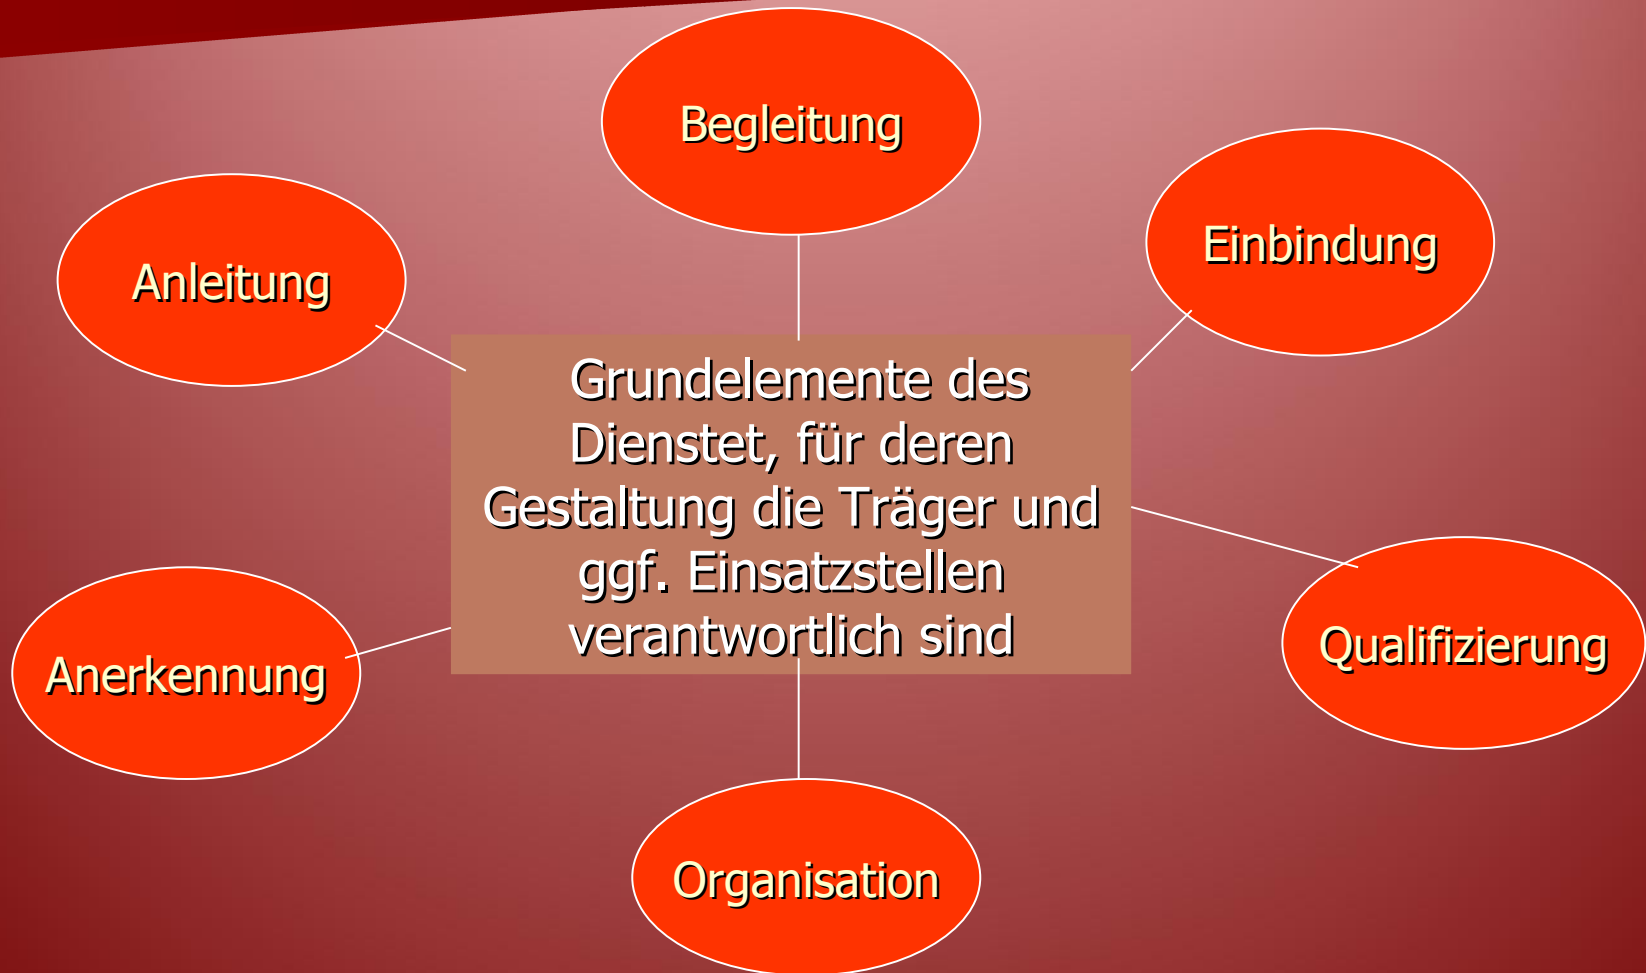 Begleitung
Einbindung
Anleitung
Grundelemente des
Dienstet, für deren
Gestaltung die Träger und
ggf. Einsatzstellen
verantwortlich sind
Qualifizierung
Anerkennung
Organisation